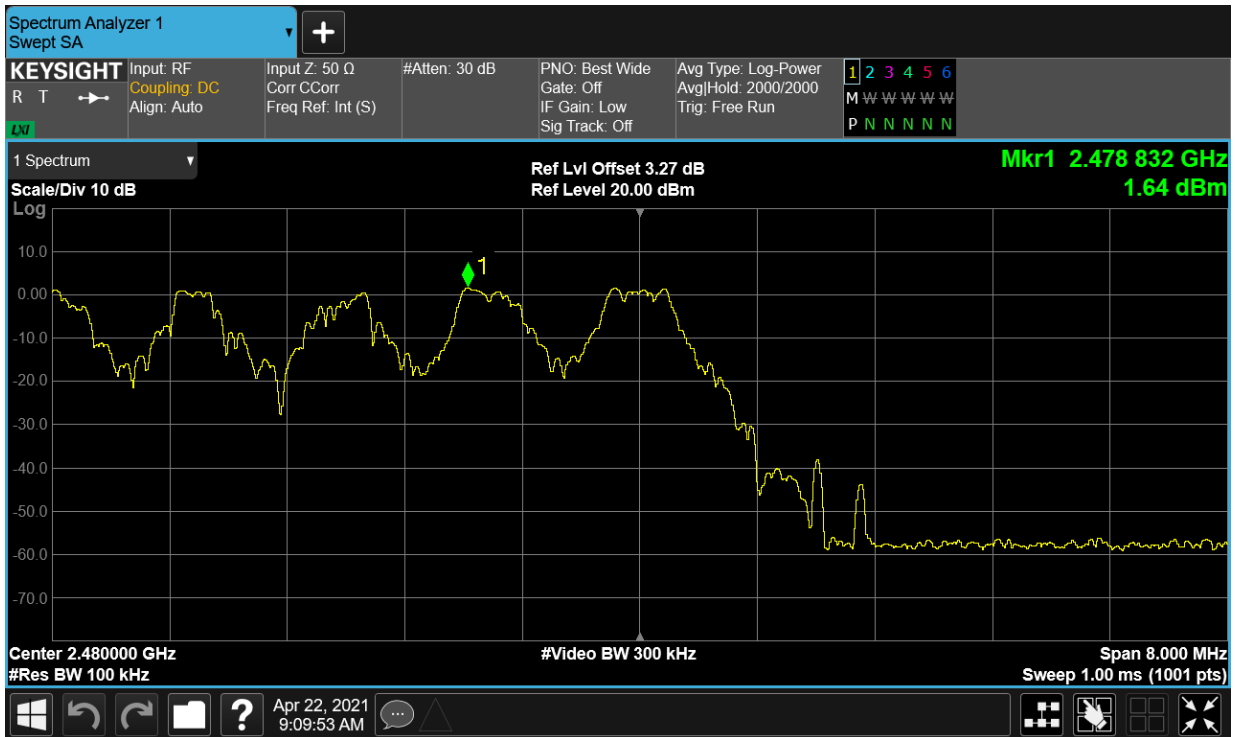 Spectrum Analyzer 1
Swept SA
+
KEYSIGHT
R T
LXI
Input: RF
Coupling: DC
Align: Auto
Input Z: 50 Ω
Corr CCorr
Freq Ref: Int (S)
#Atten: 30 dB
PNO: Best Wide
Gate: Off
IF Gain: Low
Sig Track: Off
Avg Type: Log-Power
Avg|Hold: 2000/2000
Trig: Free Run
1 2 3 4 5 6
M W W W W W
P N N N N N
1 Spectrum
Scale/Div 10 dB
Log
Ref Lvl Offset 3.27 dB
Ref Level 20.00 dBm
Mkr1 2.478 832 GHz
1.64 dBm
10.0
0.00
-10.0
-20.0
-30.0
-40.0
-50.0
-60.0
-70.0
1
Center 2.480000 GHz
#Res BW 100 kHz
#Video BW 300 kHz
Span 8.000 MHz
Sweep 1.00 ms (1001 pts)
?
Apr 22, 2021
9:09:53 AM